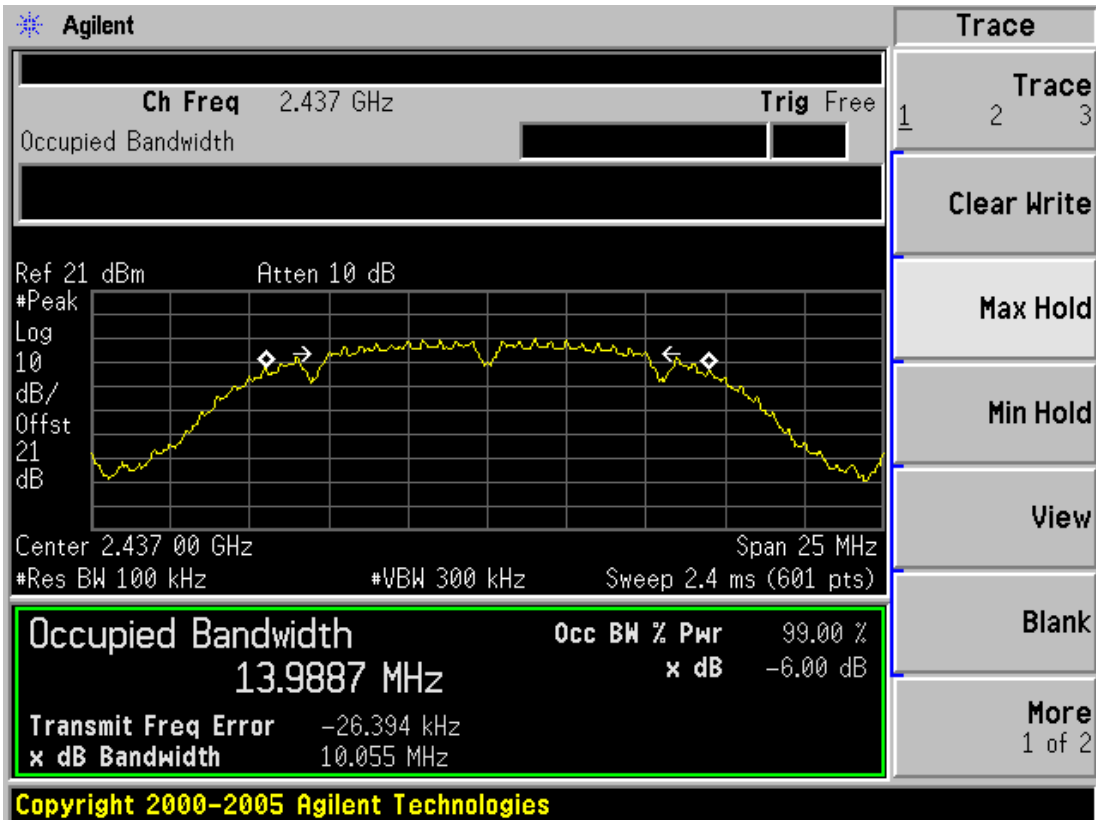 Agilent
Trace
Ch Freq 2.437 GHz Trig Free
Occupied Bandwidth
Trace
1 2 3
Clear Write
Max Hold
Min Hold
View
Blank
More
1 of 2
Ref 21 dBm Atten 10 dB
#Peak
Log
10
dB/
Offst
21
dB
Center 2.437 00 GHz Span 25 MHz
#Res BW 100 kHz #VBW 300 kHz Sweep 2.4 ms (601 pts)
Occupied Bandwidth Occ BW % Pwr 99.00 %
13.9887 MHz x dB -6.00 dB
Transmit Freq Error -26.394 kHz
x dB Bandwidth 10.055 MHz
Copyright 2000-2005 Agilent Technologies